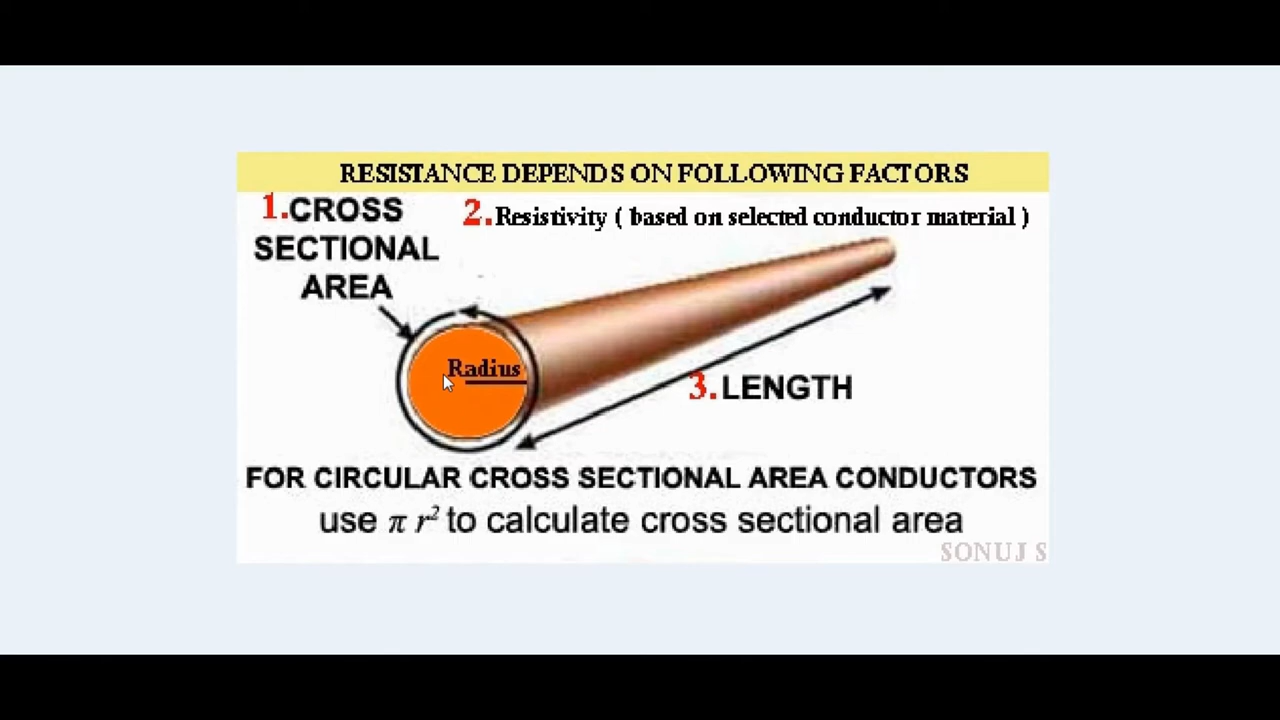 RESISTANCE DEPENDS ON FOLLOWING FACTORS
1.CROSS
SECTIONAL
AREA
2.Resistivity ( based on selected conductor material )
Radius
3.LENGTH
FOR CIRCULAR CROSS SECTIONAL AREA CONDUCTORS
use π r² to calculate cross sectional area
SONUJ S